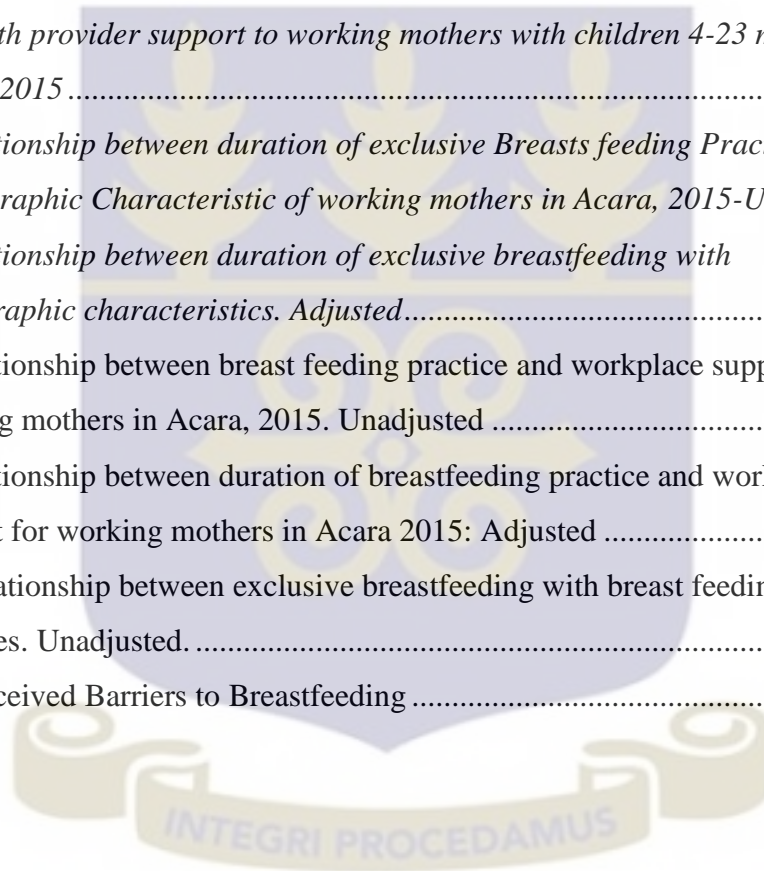 th provider support to working mothers with children 4-23 m
2015 ........................................................................................
tionship between duration of exclusive Breasts feeding Prac
raphic Characteristic of working mothers in Acara, 2015-U
tionship between duration of exclusive breastfeeding with
raphic characteristics. Adjusted .............................................
tionship between breast feeding practice and workplace supp
g mothers in Acara, 2015. Unadjusted ..................................
tionship between duration of breastfeeding practice and work
t for working mothers in Acara 2015: Adjusted ....................
ationship between exclusive breastfeeding with breast feedin
es. Unadjusted. ........................................................................
ceived Barriers to Breastfeeding ............................................
INTEGRI PROCEDAMUS